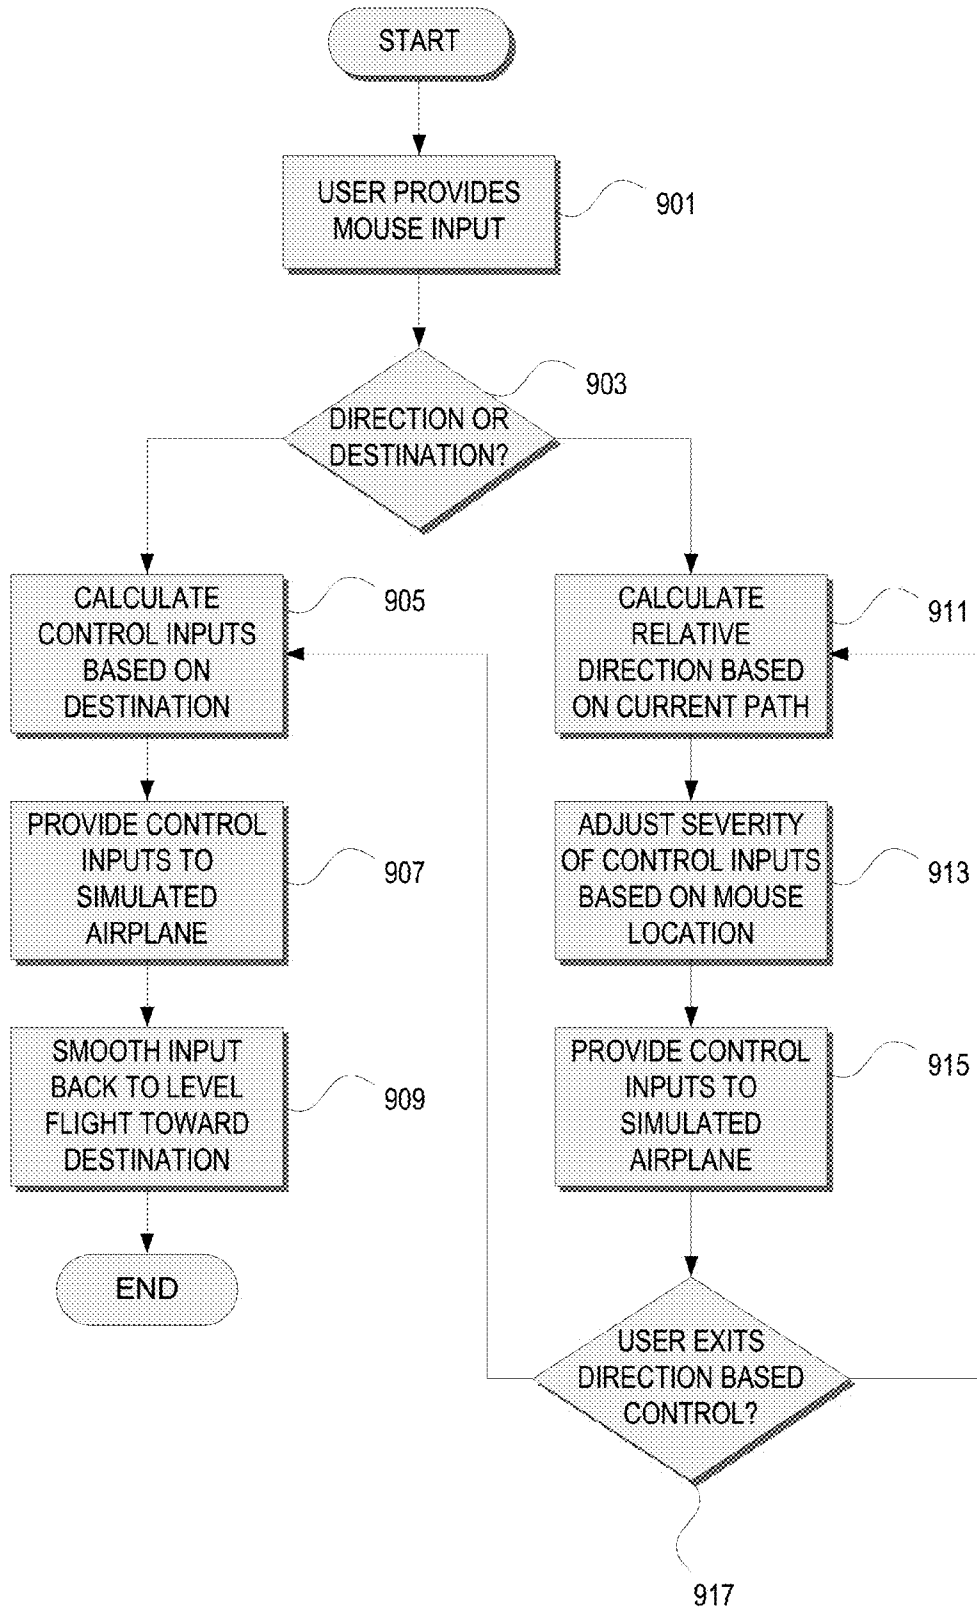 START
USER PROVIDES
MOUSE INPUT
901
903
DIRECTION OR
DESTINATION?
CALCULATE
CONTROL INPUTS
BASED ON
DESTINATION
905
PROVIDE CONTROL
INPUTS TO
SIMULATED
AIRPLANE
907
SMOOTH INPUT
BACK TO LEVEL
FLIGHT TOWARD
DESTINATION
909
END
CALCULATE
RELATIVE
DIRECTION BASED
ON CURRENT PATH
911
ADJUST SEVERITY
OF CONTROL INPUTS
BASED ON MOUSE
LOCATION
913
PROVIDE CONTROL
INPUTS TO
SIMULATED
AIRPLANE
915
USER EXITS
DIRECTION BASED
CONTROL?
917